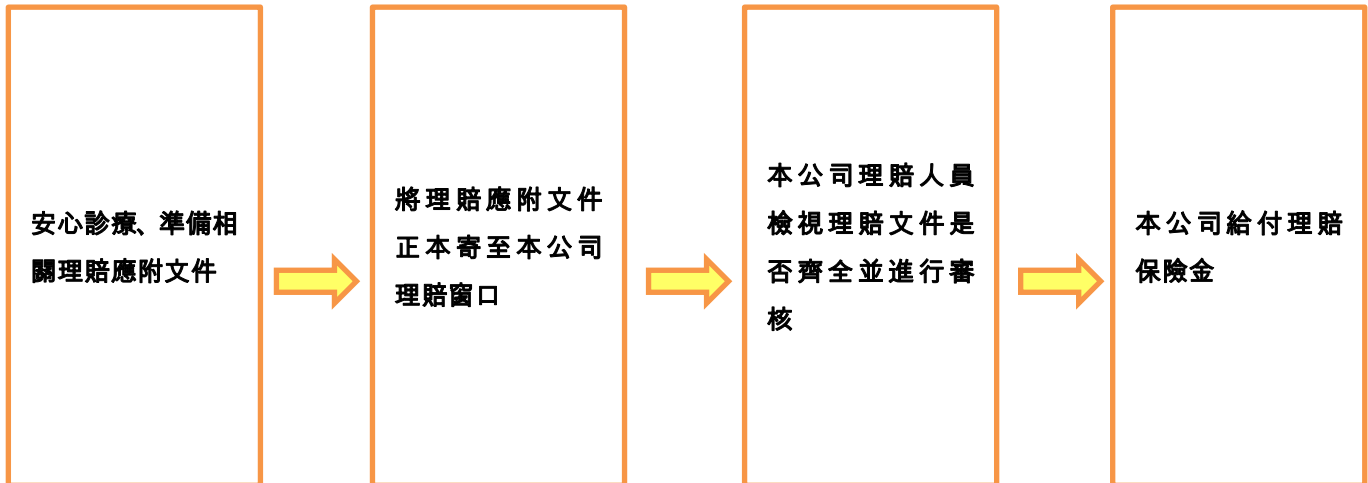 安心診療、準備相
關理賠應附文件
將理賠應附文件
正本寄至本公司
理賠窗口
本公司理賠人員
檢視理賠文件是
否齊全並進行審
核
本公司給付理賠
保險金